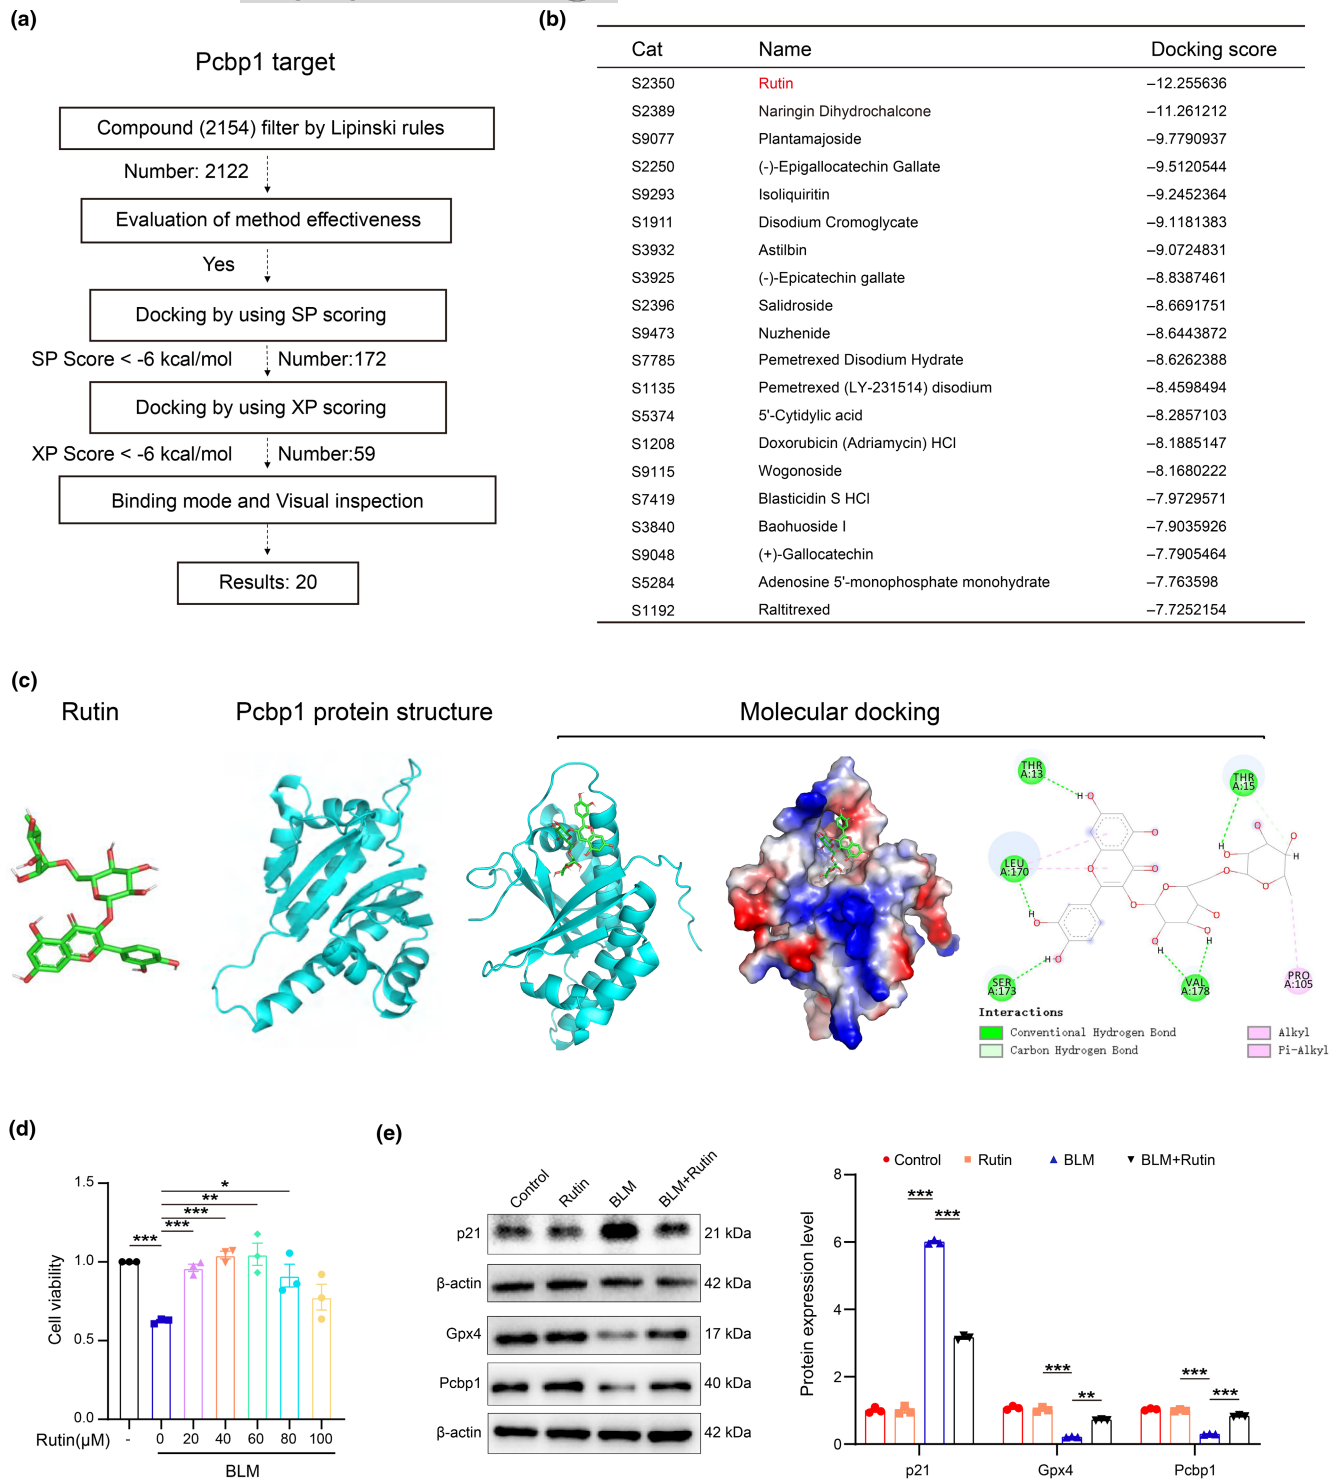 (a)
Pcbp1 target
Compound (2154) filter by Lipinski rules
Number: 2122
Evaluation of method effectiveness
Yes
Docking by using SP scoring
SP Score < -6 kcal/mol Number:172
Docking by using XP scoring
XP Score < -6 kcal/mol Number:59
Binding mode and Visual inspection
Results: 20
(b)
Cat Name Docking score
S2350 Rutin –12.255636
S2389 Naringin Dihydrochalcone –11.261212
S9077 Plantamajoside –9.7790937
S2250 (-)-Epigallocatechin Gallate –9.5120544
S9293 Isoliquiritin –9.2452364
S1911 Disodium Cromoglycate –9.1181383
S3932 Astilbin –9.0724831
S3925 (-)-Epicatechin gallate –8.8387461
S2396 Salidroside –8.6691751
S9473 Nuzhenide –8.6443872
S7785 Pemetrexed Disodium Hydrate –8.6262388
S1135 Pemetrexed (LY-231514) disodium –8.4598494
S5374 5'-Cytidylic acid –8.2857103
S1208 Doxorubicin (Adriamycin) HCl –8.1885147
S9115 Wogonoside –8.1680222
S7419 Blasticidin S HCl –7.9729571
S3840 Baohuoside I –7.9035926
S9048 (+)-Gallocatechin –7.7905464
S5284 Adenosine 5'-monophosphate monohydrate –7.763598
S1192 Raltitrexed –7.7252154
(c)
Rutin Pcbp1 protein structure Molecular docking
THR
A:13
THR
A:15
LEU
A:170
SER
A:173
VAL
A:178
PRO
A:105
Interactions
Conventional Hydrogen Bond
Carbon Hydrogen Bond
Alkyl
Pi-Alkyl
(d)
Cell viability
1.5
1.0
0.5
0.0
*
**
***
***
***
Rutin(μM) - 0 20 40 60 80 100
BLM
(e)
Control Rutin BLM BLM+Rutin
p21 21 kDa
β-actin 42 kDa
Gpx4 17 kDa
Pcbp1 40 kDa
β-actin 42 kDa
Control Rutin BLM BLM+Rutin
Protein expression level
8
6
4
2
0
*** ***
*** **
*** ***
p21 Gpx4 Pcbp1